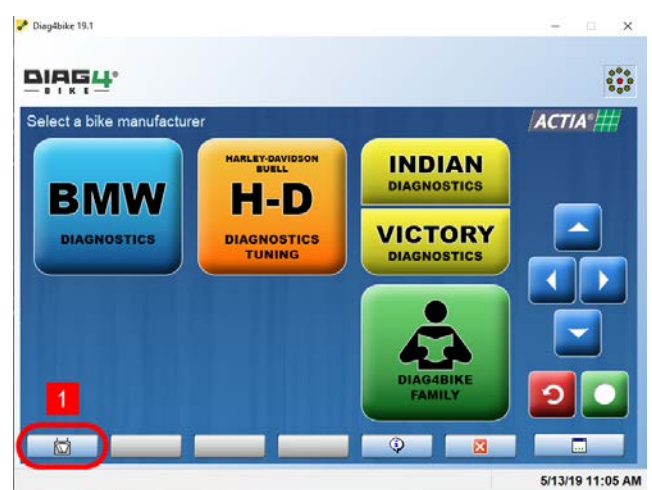 Diag4bike 19.1
DIAG4®
BIKE
Select a bike manufacturer
ACTIA®
BMW
DIAGNOSTICS
HARLEY-DAVIDSON
BUELL
H-D
DIAGNOSTICS
TUNING
INDIAN
DIAGNOSTICS
VICTORY
DIAGNOSTICS
DIAG4BIKE
FAMILY
1
5/13/19 11:05 AM